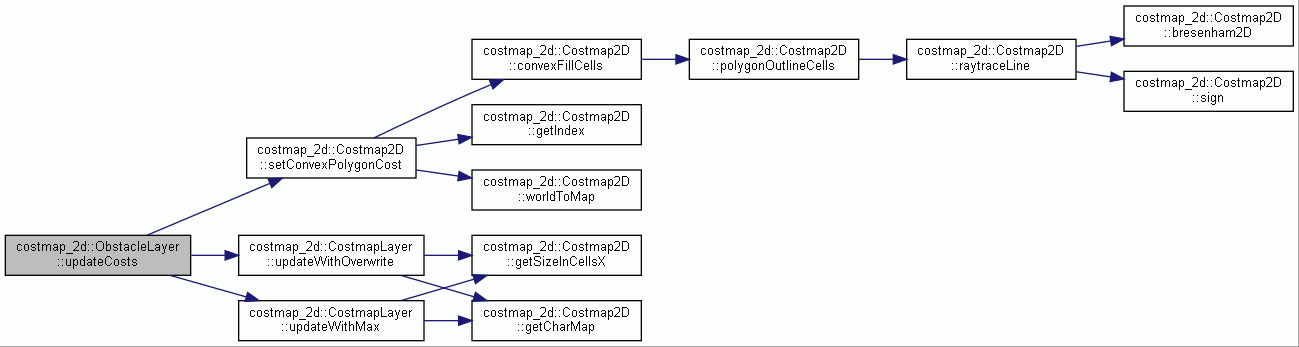 costmap_2d::ObstacleLayer
::updateCosts
costmap_2d::Costmap2D
::setConvexPolygonCost
costmap_2d::CostmapLayer
::updateWithOverwrite
costmap_2d::CostmapLayer
::updateWithMax
costmap_2d::Costmap2D
::convexFillCells
costmap_2d::Costmap2D
::getIndex
costmap_2d::Costmap2D
::worldToMap
costmap_2d::Costmap2D
::getSizeInCellsX
costmap_2d::Costmap2D
::getCharMap
costmap_2d::Costmap2D
::polygonOutlineCells
costmap_2d::Costmap2D
::raytraceLine
costmap_2d::Costmap2D
::bresenham2D
costmap_2d::Costmap2D
::sign